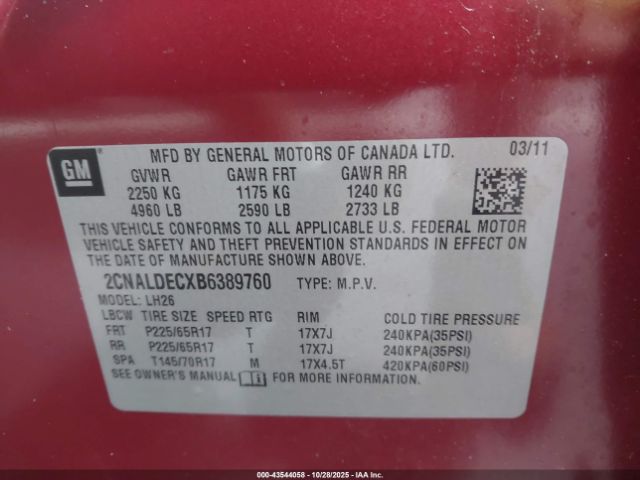 GM
MFD BY GENERAL MOTORS OF CANADA LTD. 03/11
GVWR GAWR FRT GAWR RR
2250 KG 1175 KG 1240 KG
4960 LB 2590 LB 2733 LB
THIS VEHICLE CONFORMS TO ALL APPLICABLE U.S. FEDERAL MOTOR
VEHICLE SAFETY AND THEFT PREVENTION STANDARDS IN EFFECT ON
THE DATE OF MANUFACTURE SHOWN ABOVE.
2CNALDECXB6389760 TYPE: M.P.V.
MODEL: LH26
LBCW TIRE SIZE SPEED RTG RIM COLD TIRE PRESSURE
FRT P225/65R17 T 17X7J 240KPA(35PSI)
RR P225/65R17 T 17X7J 240KPA(35PSI)
SPA T145/70R17 M 17X4.5T 420KPA(60PSI)
SEE OWNER'S MANUAL FOR MORE INFORMATION.
000-43544058 - 10/28/2025 - IAA Inc.